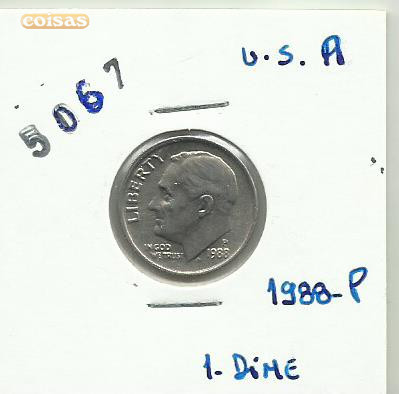 coisas
U.S.A
5067
LIBERTY
IN GOD
WE TRUST
P
1988
1988-P
1. DiME